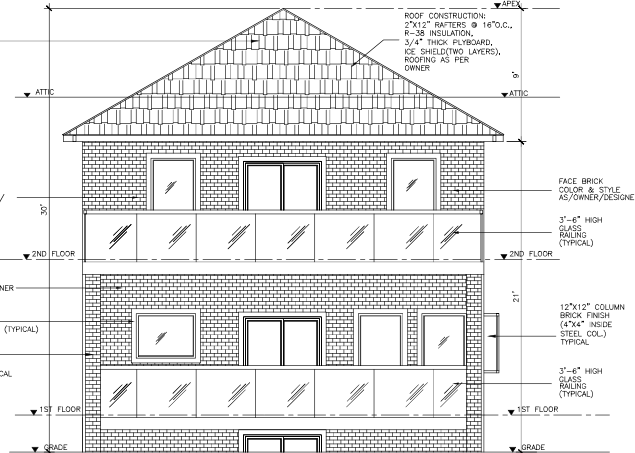 APEX
ROOF CONSTRUCTION:
2"X12" RAFTERS @ 16"O.C.,
R-38 INSULATION,
3/4" THICK PLYBOARD,
ICE SHIELD(TWO LAYERS),
ROOFING AS PER
OWNER
9"
ATTIC
ATTIC
FACE BRICK
COLOR & STYLE
AS/OWNER/DESIGNE
30"
3'-6" HIGH
GLASS
RAILING
(TYPICAL)
2ND FLOOR
2ND FLOOR
NER
21"
12"X12" COLUMN
BRICK FINISH
(4"X4" INSIDE
STEEL COL.)
TYPICAL
(TYPICAL)
3'-6" HIGH
GLASS
RAILING
(TYPICAL)
CAL
1ST FLOOR
1ST FLOOR
GRADE
GRADE